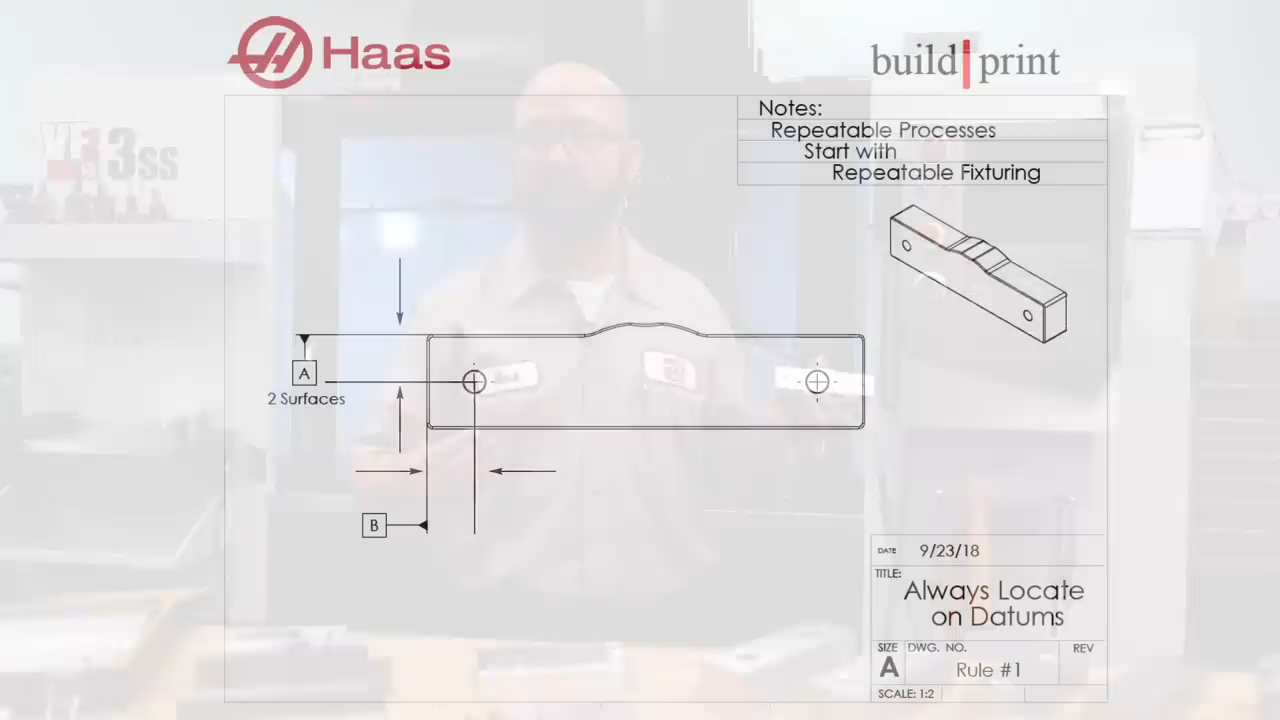 Haas
build|print
3ss
Notes:
Repeatable Processes
Start with
Repeatable Fixturing
A
2 Surfaces
B
DATE 9/23/18
TITLE:
Always Locate
on Datums
SIZE DWG. NO. REV
A Rule #1
SCALE: 1:2